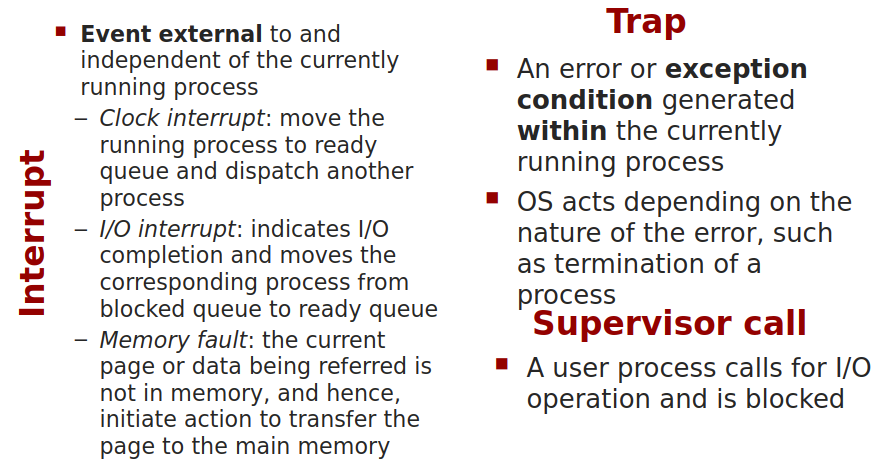 Interrupt
▪ Event external to and
independent of the currently
running process
– Clock interrupt: move the
running process to ready
queue and dispatch another
process
– I/O interrupt: indicates I/O
completion and moves the
corresponding process from
blocked queue to ready queue
– Memory fault: the current
page or data being referred is
not in memory, and hence,
initiate action to transfer the
page to the main memory
Trap
▪ An error or exception
condition generated
within the currently
running process
▪ OS acts depending on the
nature of the error, such
as termination of a
process
Supervisor call
▪ A user process calls for I/O
operation and is blocked